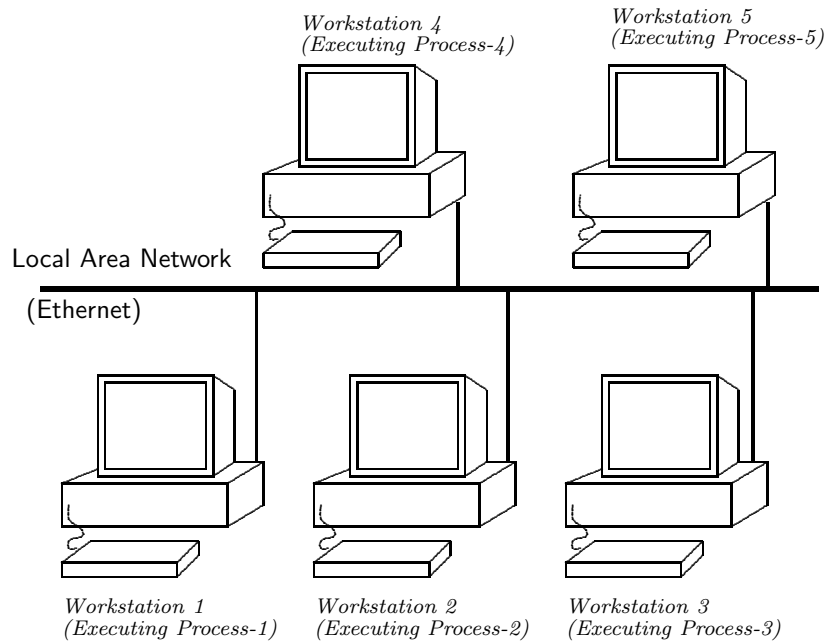 Workstation 4
(Executing Process-4)
Workstation 5
(Executing Process-5)
Local Area Network
(Ethernet)
Workstation 1
(Executing Process-1)
Workstation 2
(Executing Process-2)
Workstation 3
(Executing Process-3)